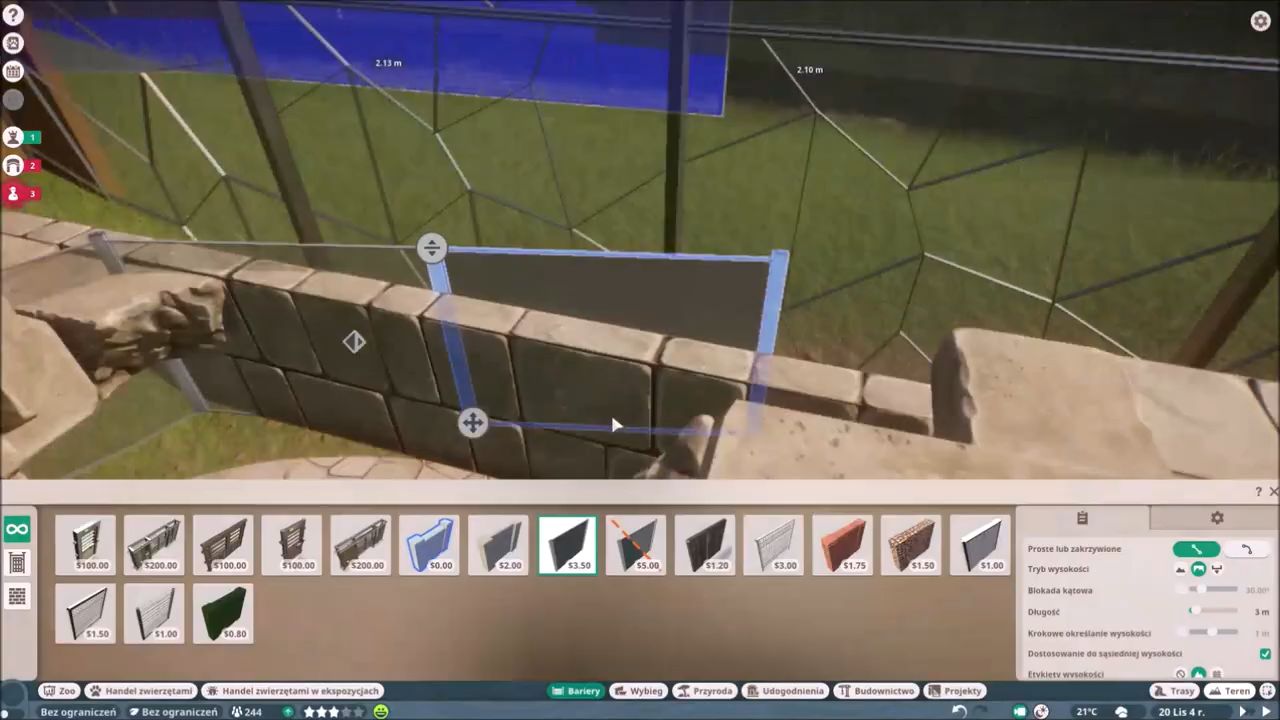 ?
2.13 m
2.10 m
1
2
3
? X
$100.00 $200.00 $100.00 $100.00 $200.00 $0.00 $2.00 $3.50 $5.00 $1.20 $3.00 $1.75 $1.50 $1.00
$1.50 $1.00 $0.80
Proste lub zakrzywione
Tryb wysokości
Blokada kątowa 30.00°
Długość 3 m
Krokowe określanie wysokości 1 m
Dostosowanie do sąsiedniej wysokości
Etykiety wysokości
Zoo Handel zwierzętami Handel zwierzętami w ekspozycjach Bariery Wybieg Przyroda Udogodnienia Budownictwo Projekty Trasy Teren
Bez ograniczeń Bez ograniczeń 244 21°C 20 Lis 4 r.